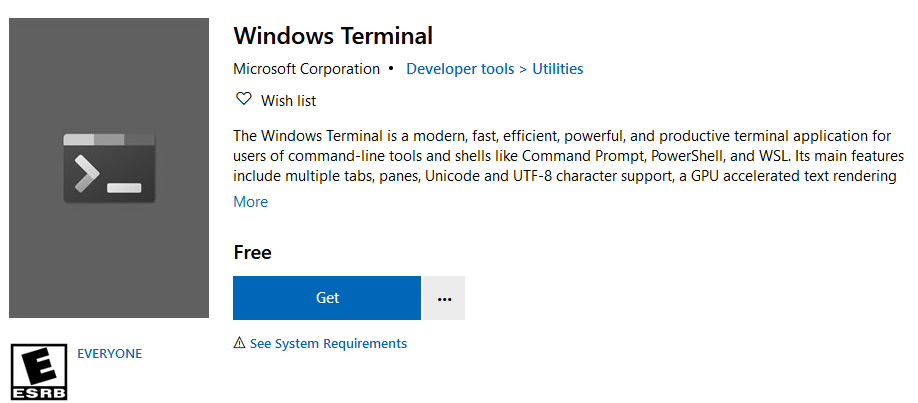 Windows Terminal
Microsoft Corporation • Developer tools > Utilities
Wish list
The Windows Terminal is a modern, fast, efficient, powerful, and productive terminal application for
users of command-line tools and shells like Command Prompt, PowerShell, and WSL. Its main features
include multiple tabs, panes, Unicode and UTF-8 character support, a GPU accelerated text rendering
More
Free
Get ...
See System Requirements
E EVERYONE
ESRB